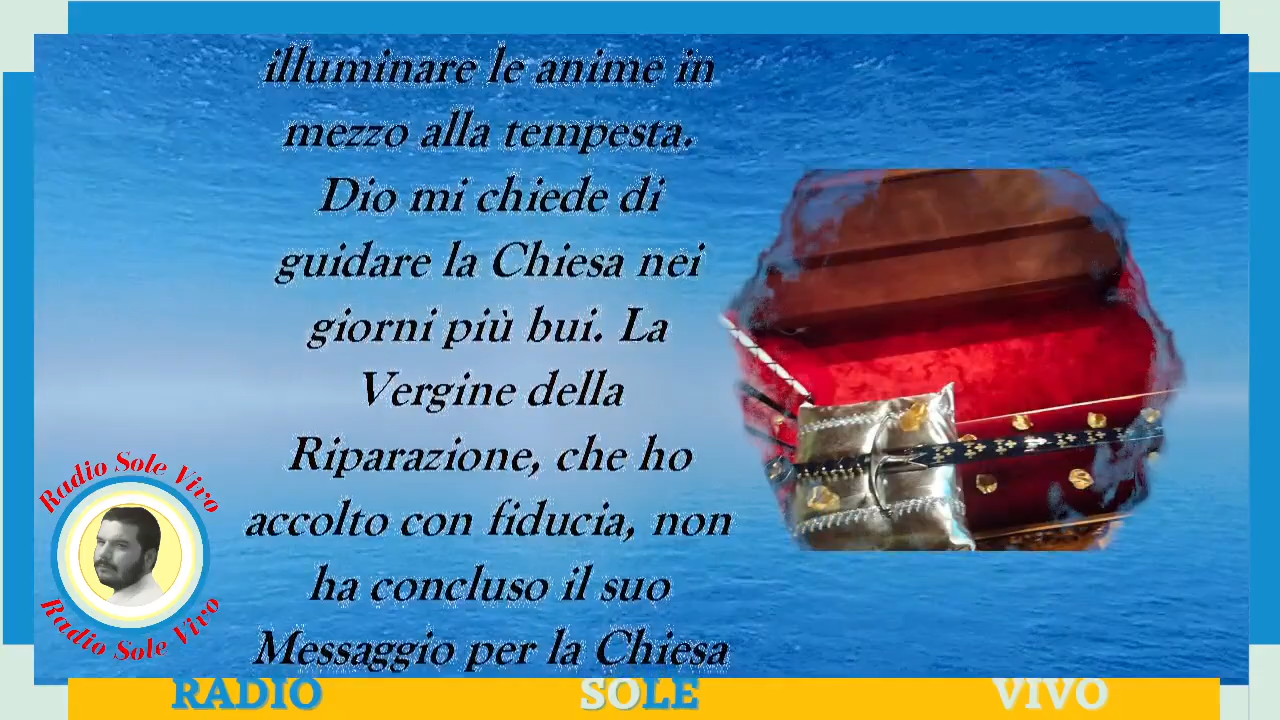 illuminare le anime in
mezzo alla tempesta.
Dio mi chiede di
guidare la Chiesa nei
giorni più bui. La
Vergine della
Riparazione, che ho
accolto con fiducia, non
ha concluso il suo
Messaggio per la Chiesa
Radio Sole Vivo
Radio Sole Vivo
RADIO SOLE VIVO